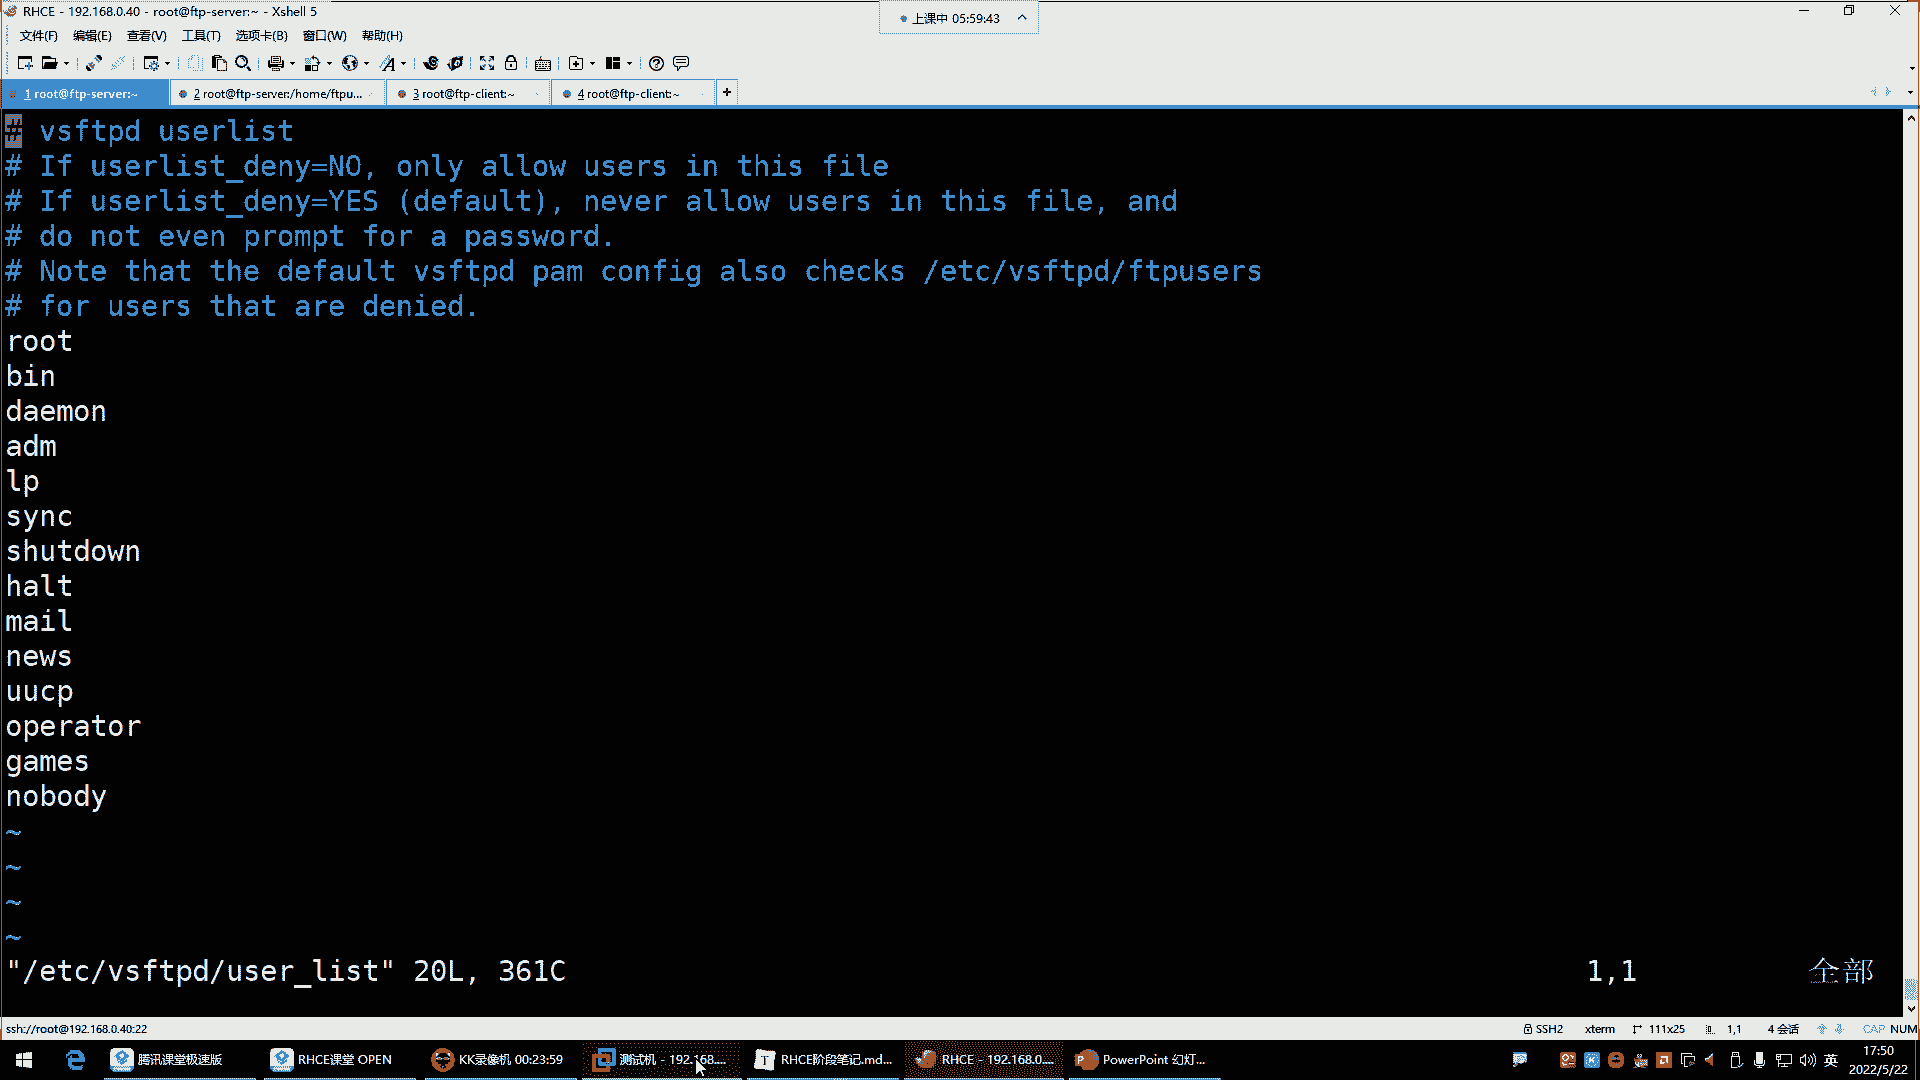 RHCE - 192.168.0.40 - root@ftp-server:~ - Xshell 5
上课中 05:59:43
文件(F) 编辑(E) 查看(V) 工具(T) 选项卡(B) 窗口(W) 帮助(H)
1 root@ftp-server:~ 2 root@ftp-server:/home/ftpu... 3 root@ftp-client:~ 4 root@ftp-client:~ +
# vsftpd userlist
# If userlist_deny=NO, only allow users in this file
# If userlist_deny=YES (default), never allow users in this file, and
# do not even prompt for a password.
# Note that the default vsftpd pam config also checks /etc/vsftpd/ftpusers
# for users that are denied.
root
bin
daemon
adm
lp
sync
shutdown
halt
mail
news
uucp
operator
games
nobody
~
~
~
~
"/etc/vsftpd/user_list" 20L, 361C 1,1 全部
ssh://root@192.168.0.40:22 SSH2 xterm 111x25 1,1 4 会话 CAP NUM
腾讯课堂极速版 RHCE课堂 OPEN KK录像机 00:23:59 测试机 - 192.168.... RHCE阶段笔记.md... RHCE - 192.168.0.... PowerPoint 幻灯... 英 17:50
2022/5/22